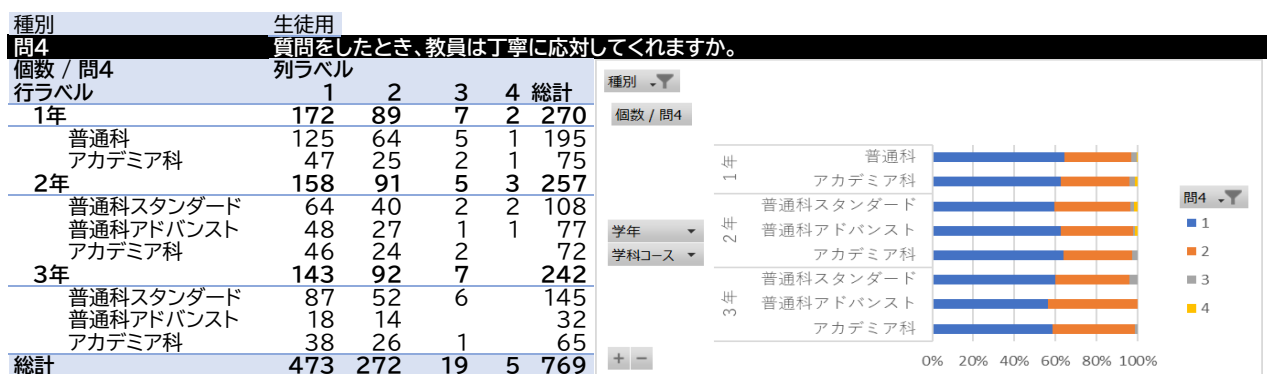 種別 生徒用
問4 質問をしたとき、教員は丁寧に応対してくれますか。
個数 / 問4 列ラベル
行ラベル 1 2 3 4 総計
1年 172 89 7 2 270
普通科 125 64 5 1 195
アカデミア科 47 25 2 1 75
2年 158 91 5 3 257
普通科スタンダード 64 40 2 2 108
普通科アドバンスト 48 27 1 1 77
アカデミア科 46 24 2 72
3年 143 92 7 242
普通科スタンダード 87 52 6 145
普通科アドバンスト 18 14 32
アカデミア科 38 26 1 65
総計 473 272 19 5 769
種別
個数 / 問4
学年
学科コース
1年
普通科
アカデミア科
2年
普通科スタンダード
普通科アドバンスト
アカデミア科
3年
普通科スタンダード
普通科アドバンスト
アカデミア科
0% 20% 40% 60% 80% 100%
問4
1
2
3
4
+ −